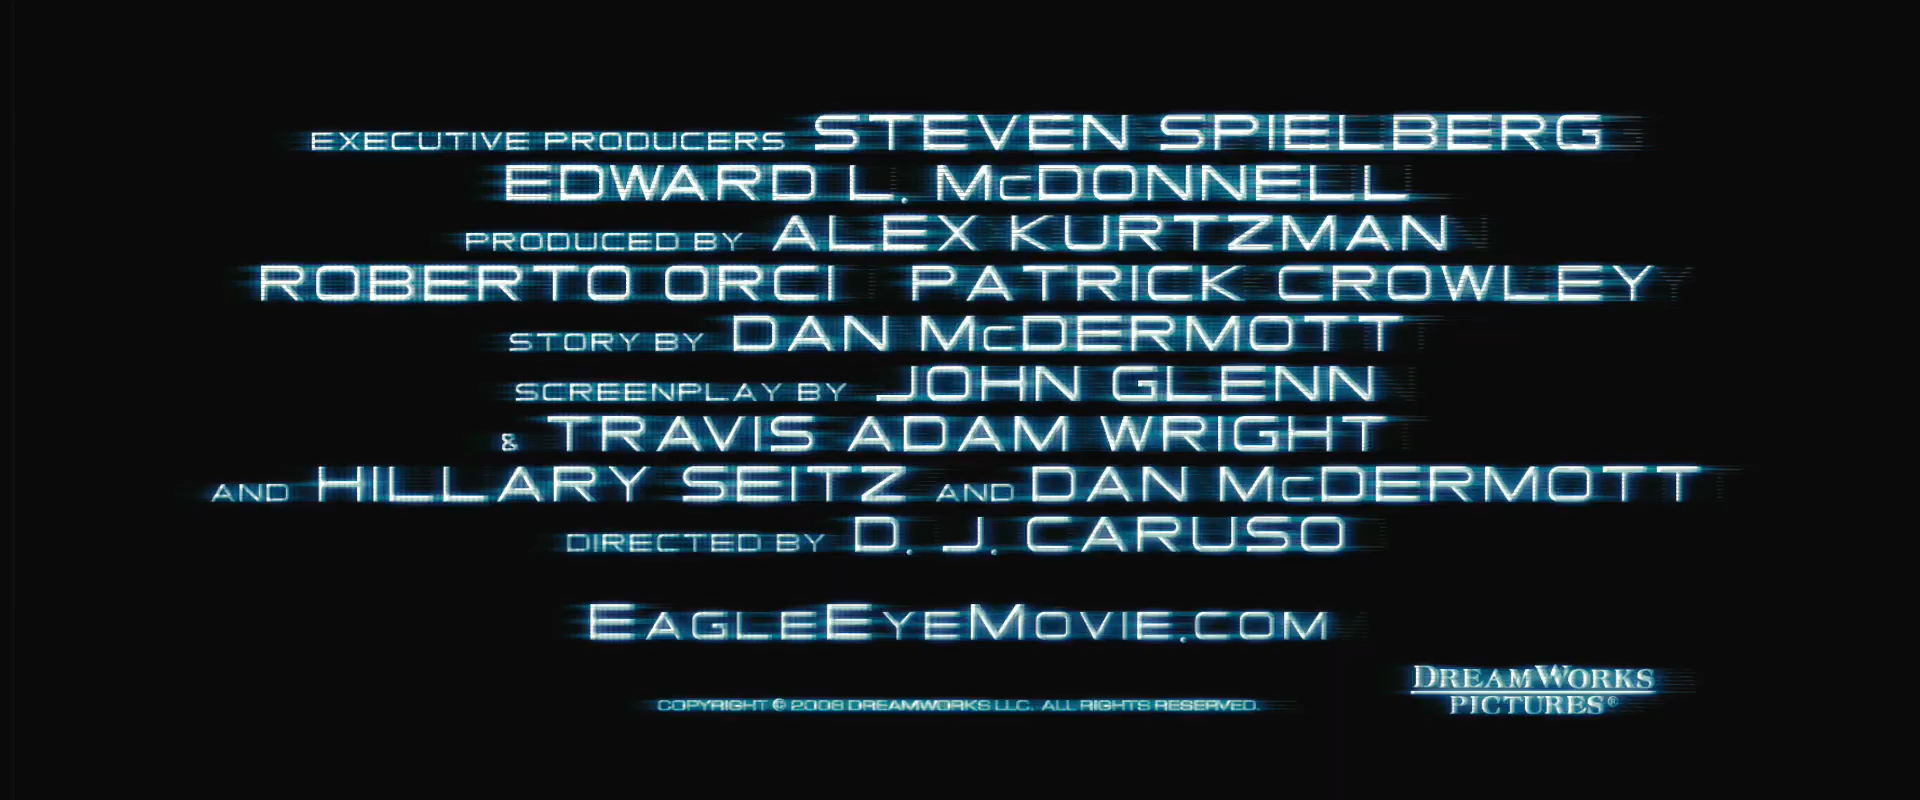 EXECUTIVE PRODUCERS STEVEN SPIELBERG
EDWARD L. McDONNELL
PRODUCED BY ALEX KURTZMAN
ROBERTO ORCI PATRICK CROWLEY
STORY BY DAN McDERMOTT
SCREENPLAY BY JOHN GLENN
& TRAVIS ADAM WRIGHT
AND HILLARY SEITZ AND DAN McDERMOTT
DIRECTED BY D. J. CARUSO
EAGLEEYEMOVIE.COM
DREAMWORKS
PICTURES®
COPYRIGHT © 2008 DREAMWORKS LLC. ALL RIGHTS RESERVED.